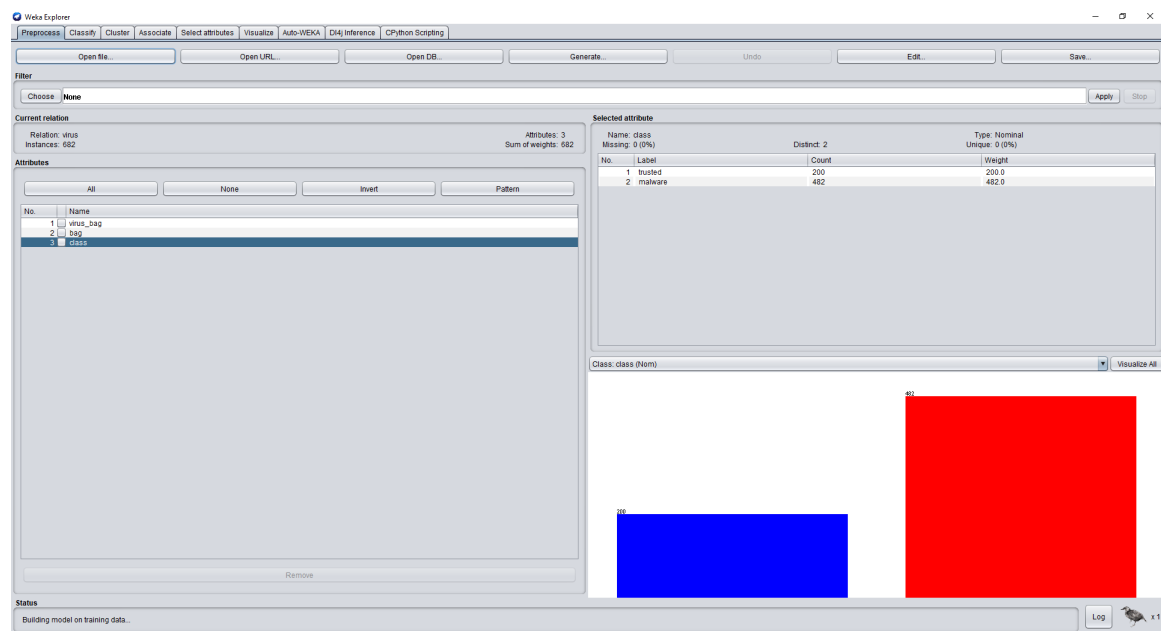 Weka Explorer
Preprocess Classify Cluster Associate Select attributes Visualize Auto-WEKA Dl4j Inference CPython Scripting
Open file... Open URL... Open DB... Generate... Undo Edit... Save...
Filter
Choose None Apply Stop
Current relation
Relation: virus Attributes: 3
Instances: 682 Sum of weights: 682
Attributes
All None Invert Pattern
No. Name
1 virus_bag
2 bag
3 class
Remove
Selected attribute
Name: class Type: Nominal
Missing: 0 (0%) Distinct: 2 Unique: 0 (0%)
No. Label Count Weight
1 trusted 200 200.0
2 malware 482 482.0
Class: class (Nom) Visualize All
482
200
Status
Building model on training data...
Log x 1